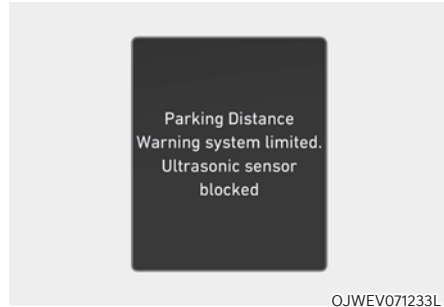 Parking Distance
Warning system limited.
Ultrasonic sensor
blocked
OJWEV071233L